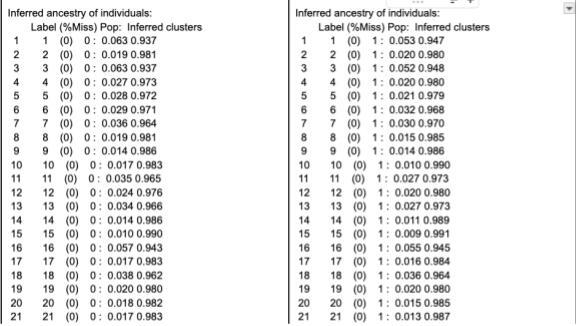 Inferred ancestry of individuals:
Label (%Miss) Pop: Inferred clusters
1 1 (0) 0: 0.063 0.937
2 2 (0) 0: 0.019 0.981
3 3 (0) 0: 0.063 0.937
4 4 (0) 0: 0.027 0.973
5 5 (0) 0: 0.028 0.972
6 6 (0) 0: 0.029 0.971
7 7 (0) 0: 0.036 0.964
8 8 (0) 0: 0.019 0.981
9 9 (0) 0: 0.014 0.986
10 10 (0) 0: 0.017 0.983
11 11 (0) 0: 0.035 0.965
12 12 (0) 0: 0.024 0.976
13 13 (0) 0: 0.034 0.966
14 14 (0) 0: 0.014 0.986
15 15 (0) 0: 0.010 0.990
16 16 (0) 0: 0.057 0.943
17 17 (0) 0: 0.017 0.983
18 18 (0) 0: 0.038 0.962
19 19 (0) 0: 0.020 0.980
20 20 (0) 0: 0.018 0.982
21 21 (0) 0: 0.017 0.983
Inferred ancestry of individuals:
Label (%Miss) Pop: Inferred clusters
1 1 (0) 1: 0.053 0.947
2 2 (0) 1: 0.020 0.980
3 3 (0) 1: 0.052 0.948
4 4 (0) 1: 0.020 0.980
5 5 (0) 1: 0.021 0.979
6 6 (0) 1: 0.032 0.968
7 7 (0) 1: 0.030 0.970
8 8 (0) 1: 0.015 0.985
9 9 (0) 1: 0.014 0.986
10 10 (0) 1: 0.010 0.990
11 11 (0) 1: 0.027 0.973
12 12 (0) 1: 0.020 0.980
13 13 (0) 1: 0.027 0.973
14 14 (0) 1: 0.011 0.989
15 15 (0) 1: 0.009 0.991
16 16 (0) 1: 0.055 0.945
17 17 (0) 1: 0.016 0.984
18 18 (0) 1: 0.036 0.964
19 19 (0) 1: 0.020 0.980
20 20 (0) 1: 0.015 0.985
21 21 (0) 1: 0.013 0.987